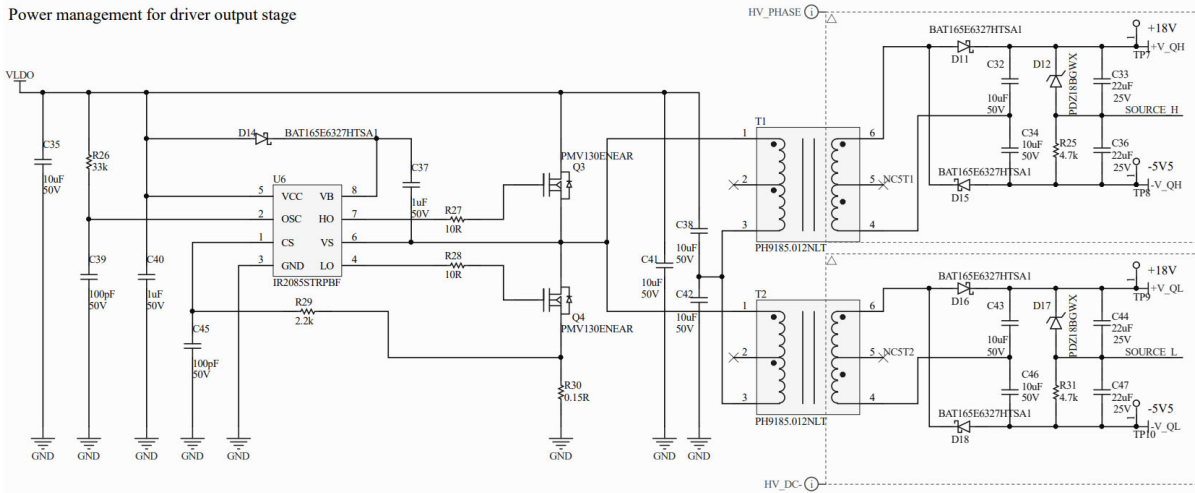 Power management for driver output stage
HV_PHASE
i
VLDO
C35
10uF
50V
R26
33k
D14
BAT165E6327HTSA1
C37
1uF
50V
U6
5 VCC VB 8
2 OSC HO 7
1 CS VS 6
3 GND LO 4
IR2085STRPBF
C39
100pF
50V
C40
1uF
50V
C45
100pF
50V
R29
2.2k
R27
10R
R28
10R
PMV130ENEAR
Q3
Q4
PMV130ENEAR
R30
0.15R
C41
10uF
50V
C38
10uF
50V
C42
10uF
50V
GND
GND
GND
GND
GND
GND
GND
GND
T1
1
2
3
6
5
4
NC5T1
PH9185.012NLT
BAT165E6327HTSA1
D11
C32
10uF
50V
D12
PDZ18BGWX
C33
22uF
25V
+18V
1
TP7
+V_QH
SOURCE_H
C34
10uF
50V
R25
4.7k
C36
22uF
25V
BAT165E6327HTSA1
D15
-5V5
1
TP8
-V_QH
T2
1
2
3
6
5
4
NC5T2
PH9185.012NLT
BAT165E6327HTSA1
D16
C43
10uF
50V
D17
PDZ18BGWX
C44
22uF
25V
+18V
1
TP9
+V_QL
SOURCE_L
C46
10uF
50V
R31
4.7k
C47
22uF
25V
BAT165E6327HTSA1
D18
-5V5
1
TP10
-V_QL
HV_DC-
i